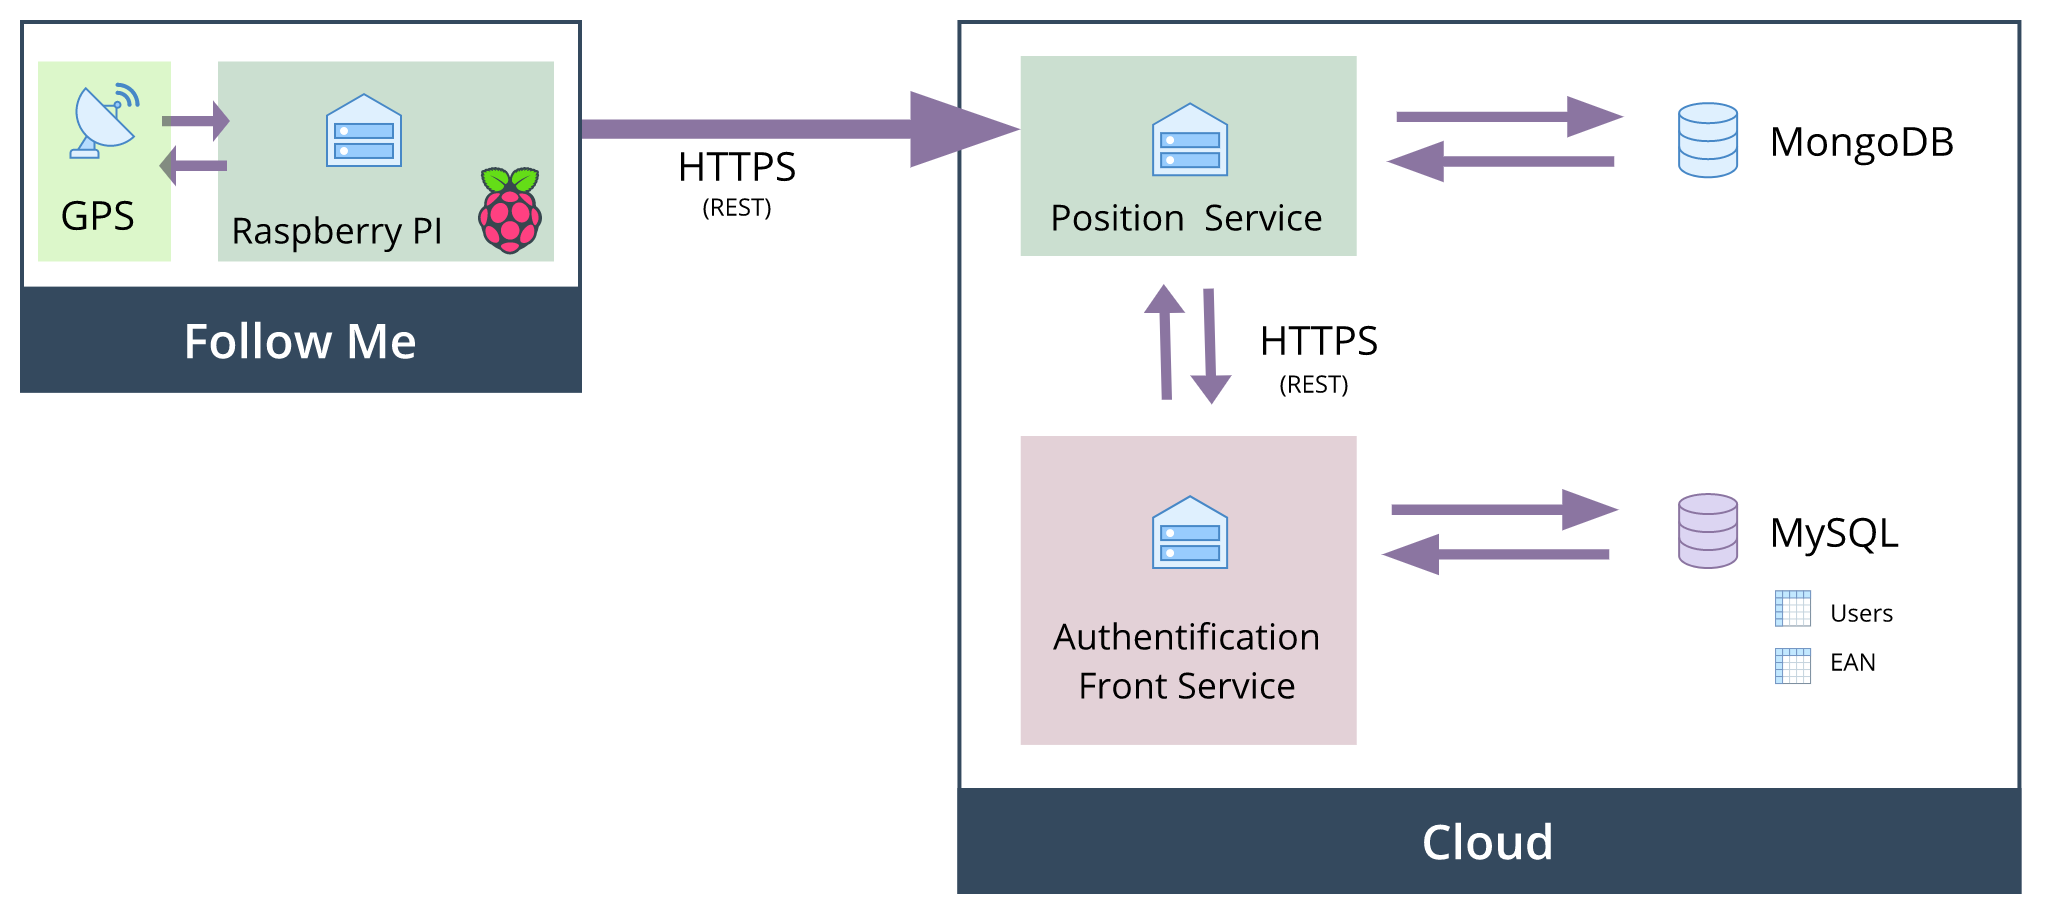 GPS
Raspberry PI
Follow Me
HTTPS
(REST)
Position Service
MongoDB
HTTPS
(REST)
Authentification
Front Service
MySQL
Users
EAN
Cloud